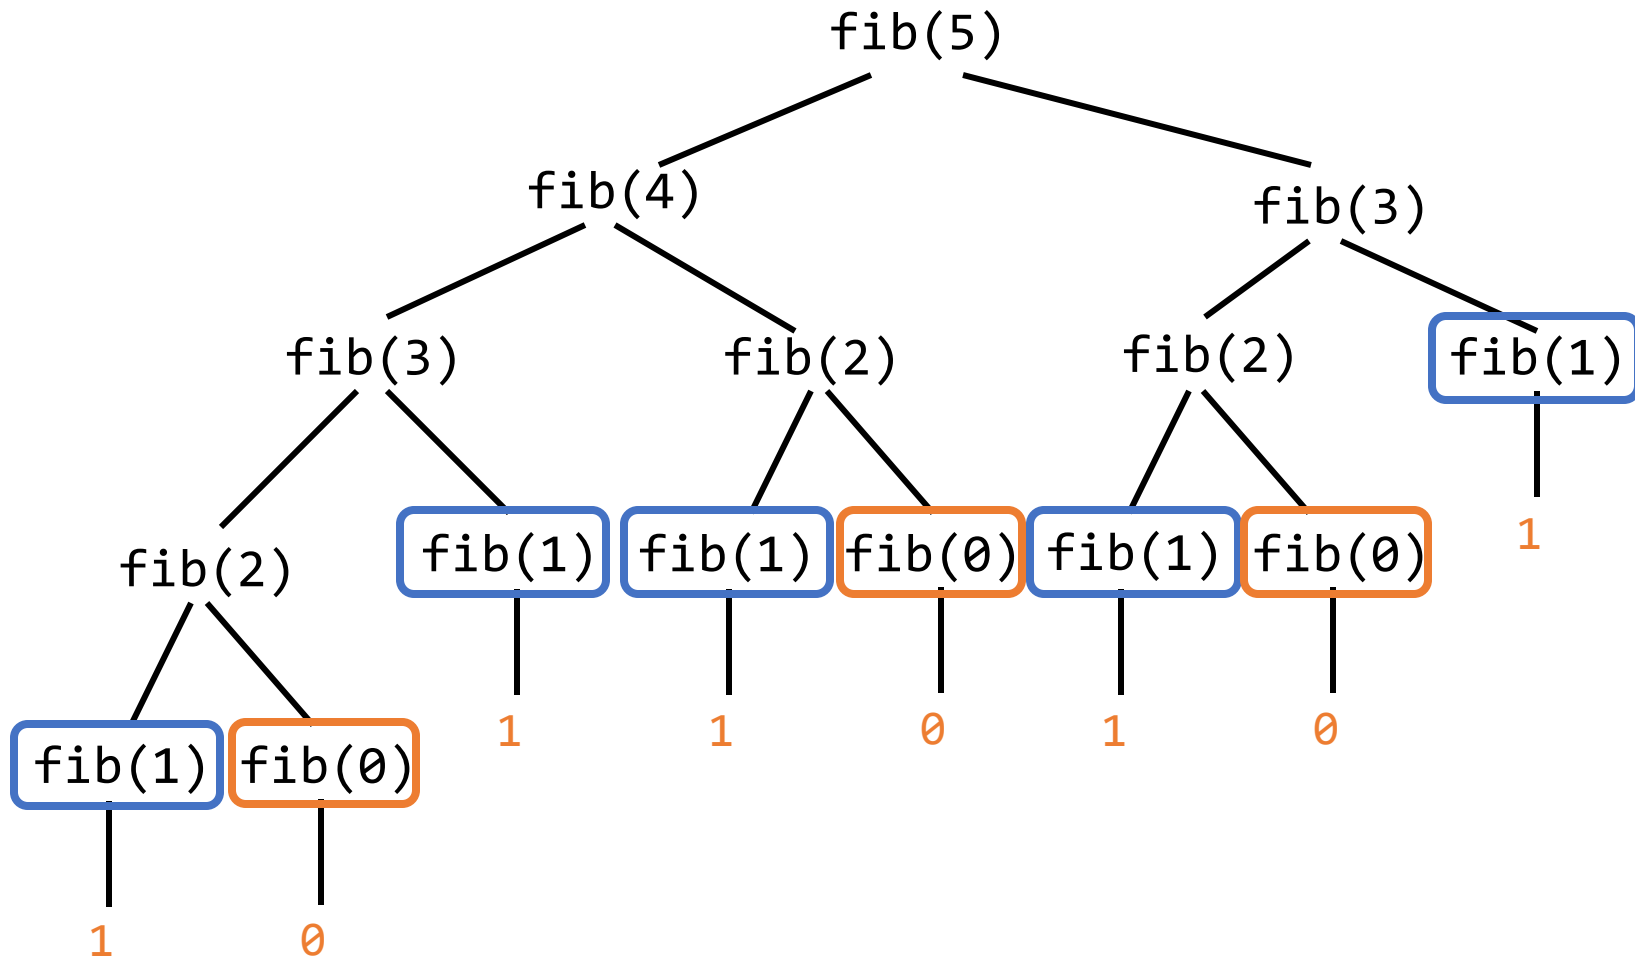 fib(5)
fib(4) fib(3)
fib(3) fib(2) fib(2) fib(1)
fib(2) fib(1) fib(1) fib(0) fib(1) fib(0) 1
1 1 0 1 0
fib(1) fib(0)
1 0